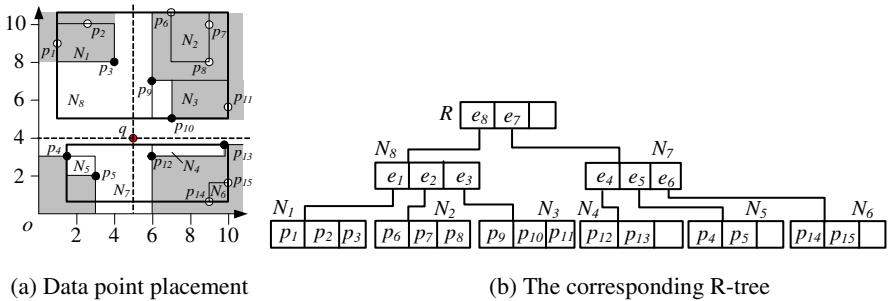 10
8
6
4
2
o
2
4
6
8
10
p1
p2
N1
p3
N8
p6
p7
N2
p8
p9
N3
p11
p10
q
p4
N5
p5
N7
p12
N4
p13
p14
N6
p15
R
e8 e7
N8
N7
e1 e2 e3
e4 e5 e6
N1
N2
N3
N4
N5
N6
p1 p2 p3
p6 p7 p8
p9 p10 p11
p12 p13
p4 p5
p14 p15
(a) Data point placement
(b) The corresponding R-tree